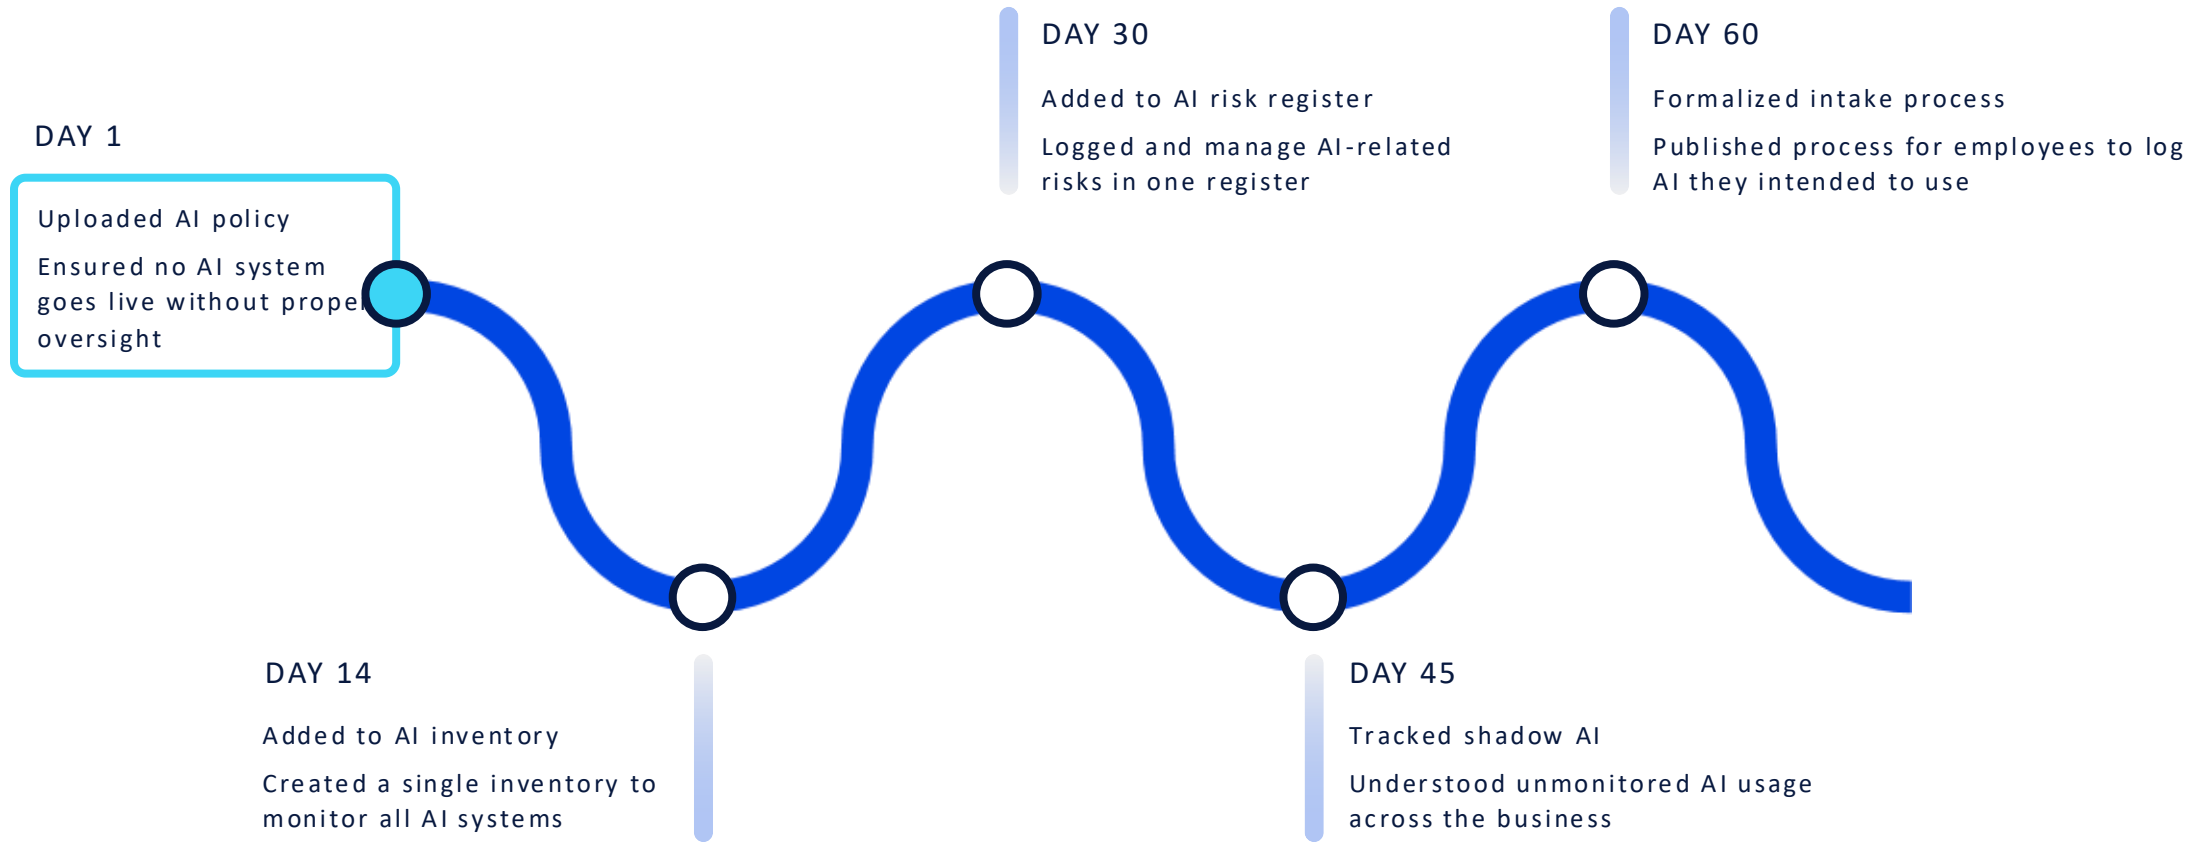 DAY 1
Uploaded AI policy
Ensured no AI system
goes live without proper
oversight
DAY 14
Added to AI inventory
Created a single inventory to
monitor all AI systems
DAY 30
Added to AI risk register
Logged and manage AI-related
risks in one register
DAY 45
Tracked shadow AI
Understood unmonitored AI usage
across the business
DAY 60
Formalized intake process
Published process for employees to log
AI they intended to use